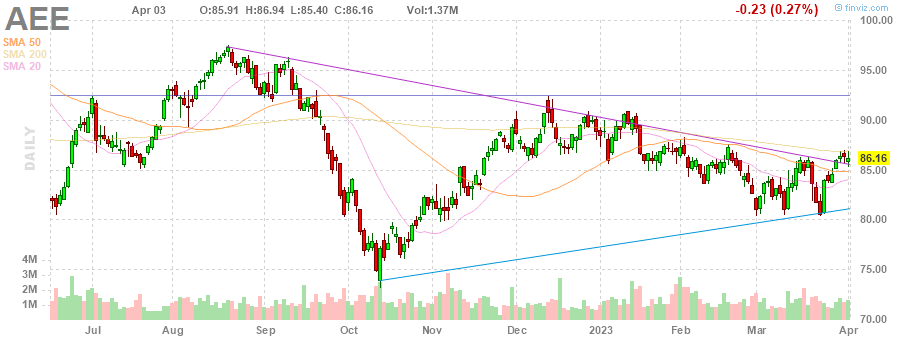 AEE
Apr 03 O:85.91 H:86.94 L:85.40 C:86.16 Vol:1.37M -0.23 (0.27%) finviz.com
SMA 50
SMA 200
SMA 20
DAILY
100.00
95.00
90.00
86.16
85.00
80.00
75.00
70.00
4M
3M
2M
1M
Jul Aug Sep Oct Nov Dec 2023 Feb Mar Apr